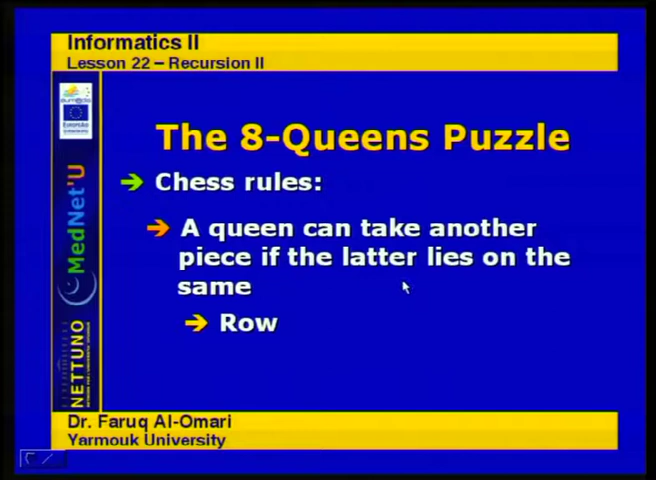 Informatics II
Lesson 22 – Recursion II
The 8-Queens Puzzle
Chess rules:
A queen can take another
piece if the latter lies on the
same
Row
MedNet'U
NETTUNO
Dr. Faruq Al-Omari
Yarmouk University